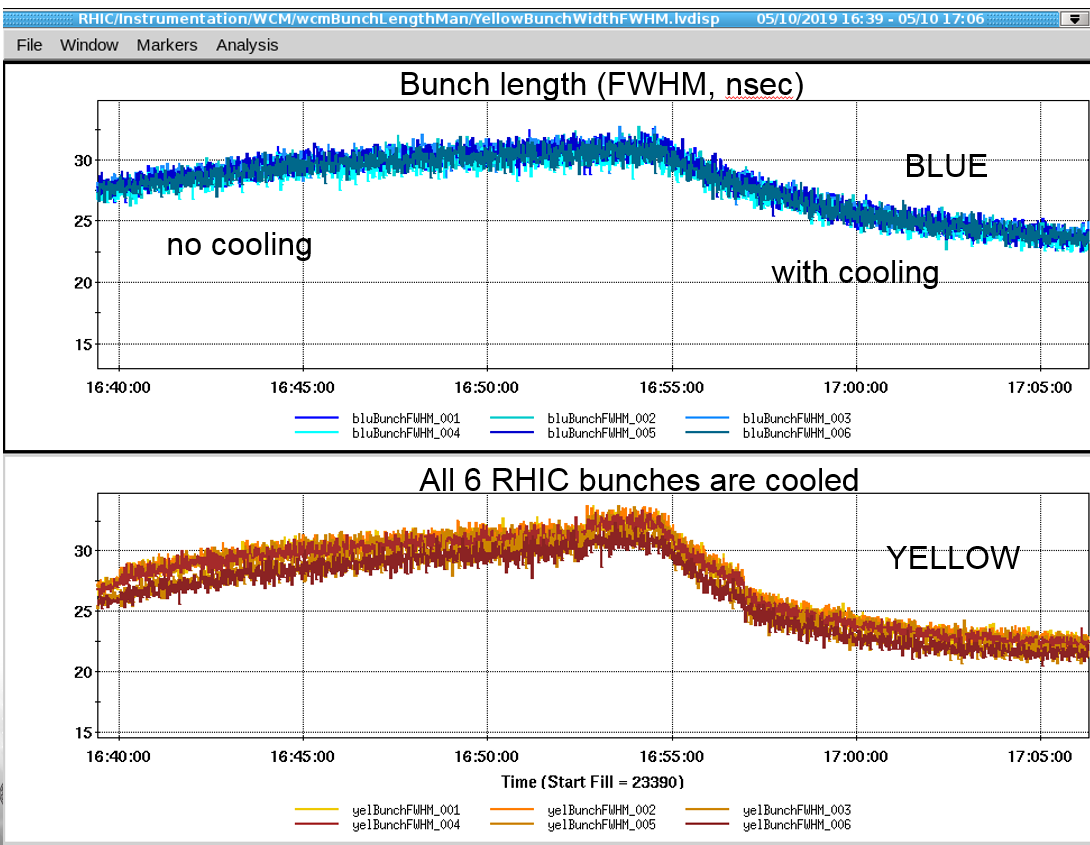 RHIC/Instrumentation/WCM/wcmBunchLengthMan/YellowBunchWidthFWHM.lvdisp 05/10/2019 16:39 - 05/10 17:06
File Window Markers Analysis
Bunch length (FWHM, nsec)
30
BLUE
25
no cooling
with cooling
20
15
16:40:00 16:45:00 16:50:00 16:55:00 17:00:00 17:05:00
bluBunchFWHM_001 bluBunchFWHM_002 bluBunchFWHM_003
bluBunchFWHM_004 bluBunchFWHM_005 bluBunchFWHM_006
All 6 RHIC bunches are cooled
30
YELLOW
25
20
15
16:40:00 16:45:00 16:50:00 16:55:00 17:00:00 17:05:00
Time (Start Fill = 23390)
yelBunchFWHM_001 yelBunchFWHM_002 yelBunchFWHM_003
yelBunchFWHM_004 yelBunchFWHM_005 yelBunchFWHM_006